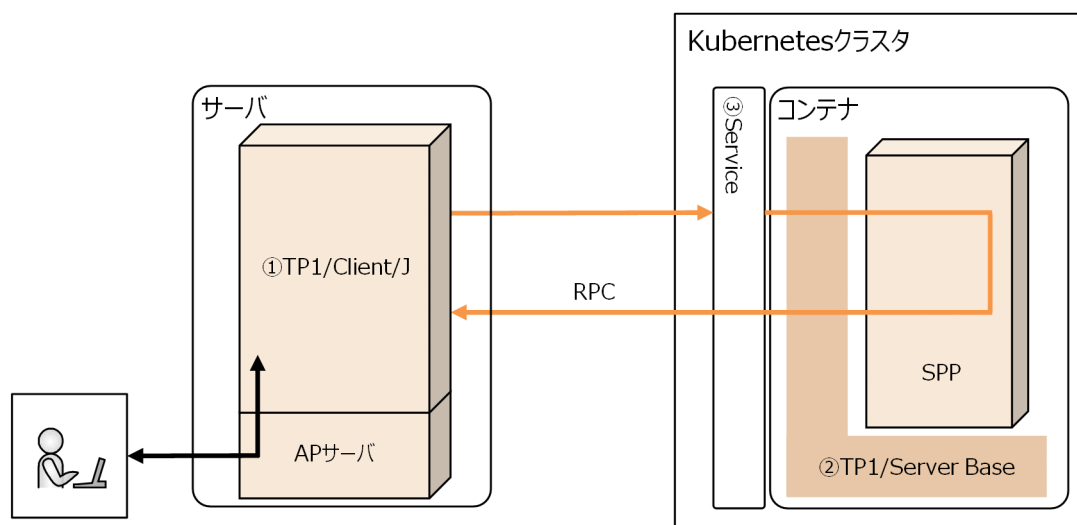 Kubernetesクラスタ
サーバ
③Service
コンテナ
①TP1/Client/J
RPC
SPP
APサーバ
②TP1/Server Base